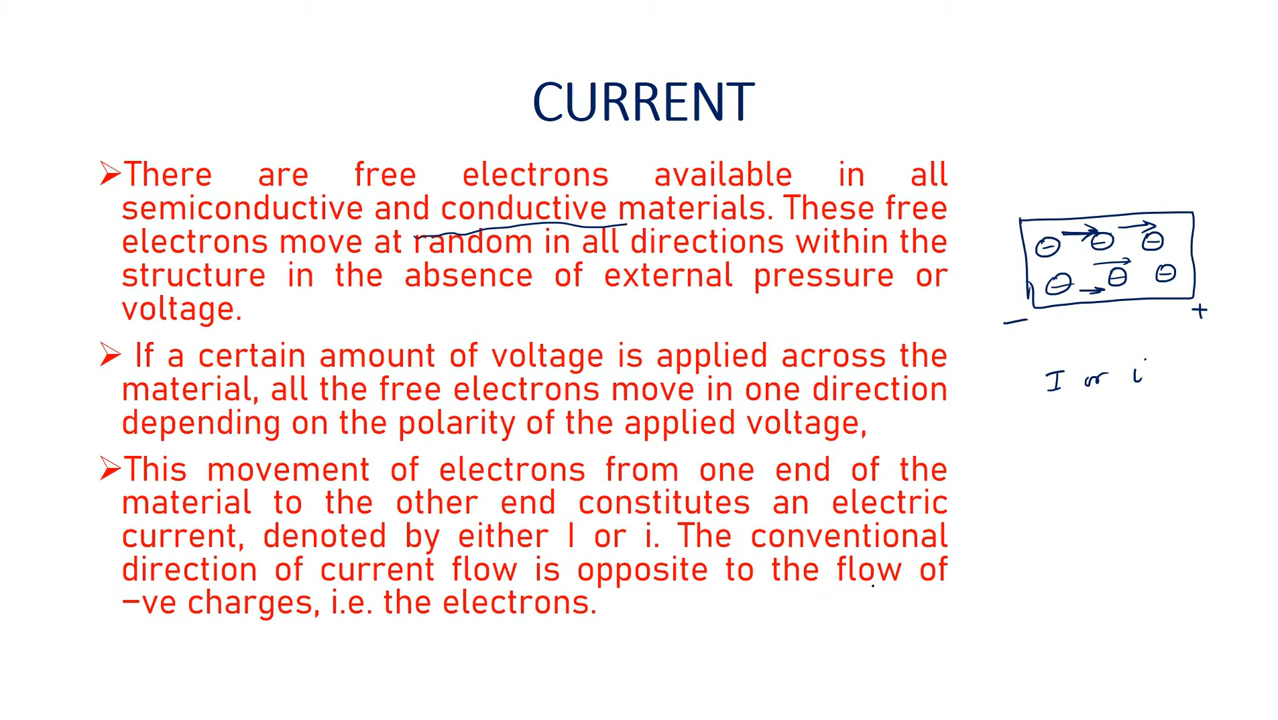 CURRENT
➢There are free electrons available in all
semiconductive and conductive materials. These free
electrons move at random in all directions within the
structure in the absence of external pressure or
voltage.
➢ If a certain amount of voltage is applied across the
material, all the free electrons move in one direction
depending on the polarity of the applied voltage,
➢This movement of electrons from one end of the
material to the other end constitutes an electric
current, denoted by either I or i. The conventional
direction of current flow is opposite to the flow of
–ve charges, i.e. the electrons.
⊖ → ⊖ → ⊖
⊖ → ⊖ → ⊖
– +
I or i